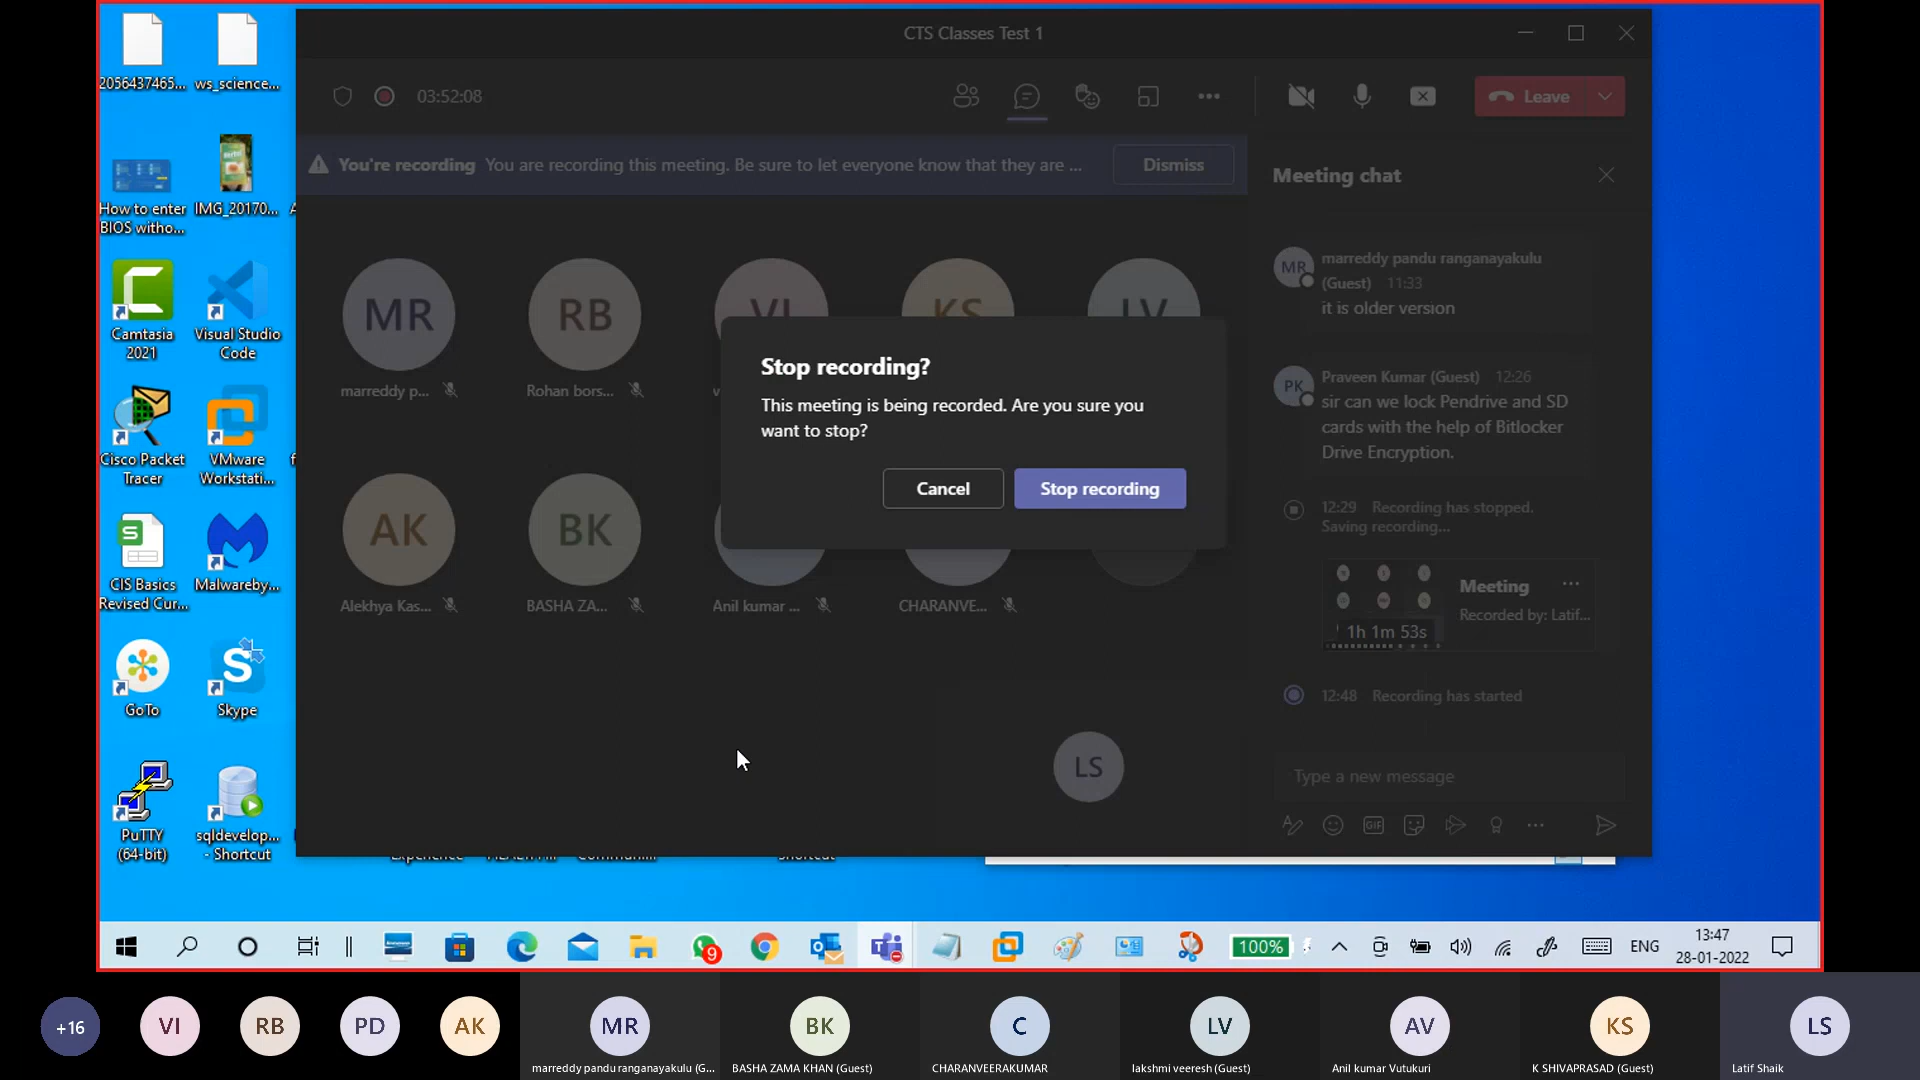 2056437465...
ws_science...
How to enter
BIOS witho...
IMG_20170...
Camtasia
2021
Visual Studio
Code
Cisco Packet
Tracer
VMware
Workstati...
CIS Basics
Revised Cur...
Malwareby...
GoTo
Skype
PuTTY
(64-bit)
sqldevelop...
- Shortcut
CTS Classes Test 1
03:52:08
Leave
You're recording You are recording this meeting. Be sure to let everyone know that they are ...
Dismiss
MR
RB
KS
LV
marreddy p...
Rohan bors...
Stop recording?
This meeting is being recorded. Are you sure you
want to stop?
Cancel
Stop recording
AK
BK
Alekhya Kas...
BASHA ZA...
Anil kumar ...
CHARANVE...
LS
Meeting chat
MR
marreddy pandu ranganayakulu
(Guest) 11:33
it is older version
PK
Praveen Kumar (Guest) 12:26
sir can we lock Pendrive and SD
cards with the help of Bitlocker
Drive Encryption.
12:29 Recording has stopped.
Saving recording...
Meeting
Recorded by: Latif...
1h 1m 53s
12:48 Recording has started
Type a new message
GIF
9
100%
ENG
13:47
28-01-2022
+16
VI
RB
PD
AK
MR
marreddy pandu ranganayakulu (G...
BK
BASHA ZAMA KHAN (Guest)
C
CHARANVEERAKUMAR
LV
lakshmi veeresh (Guest)
AV
Anil kumar Vutukuri
KS
K SHIVAPRASAD (Guest)
LS
Latif Shaik